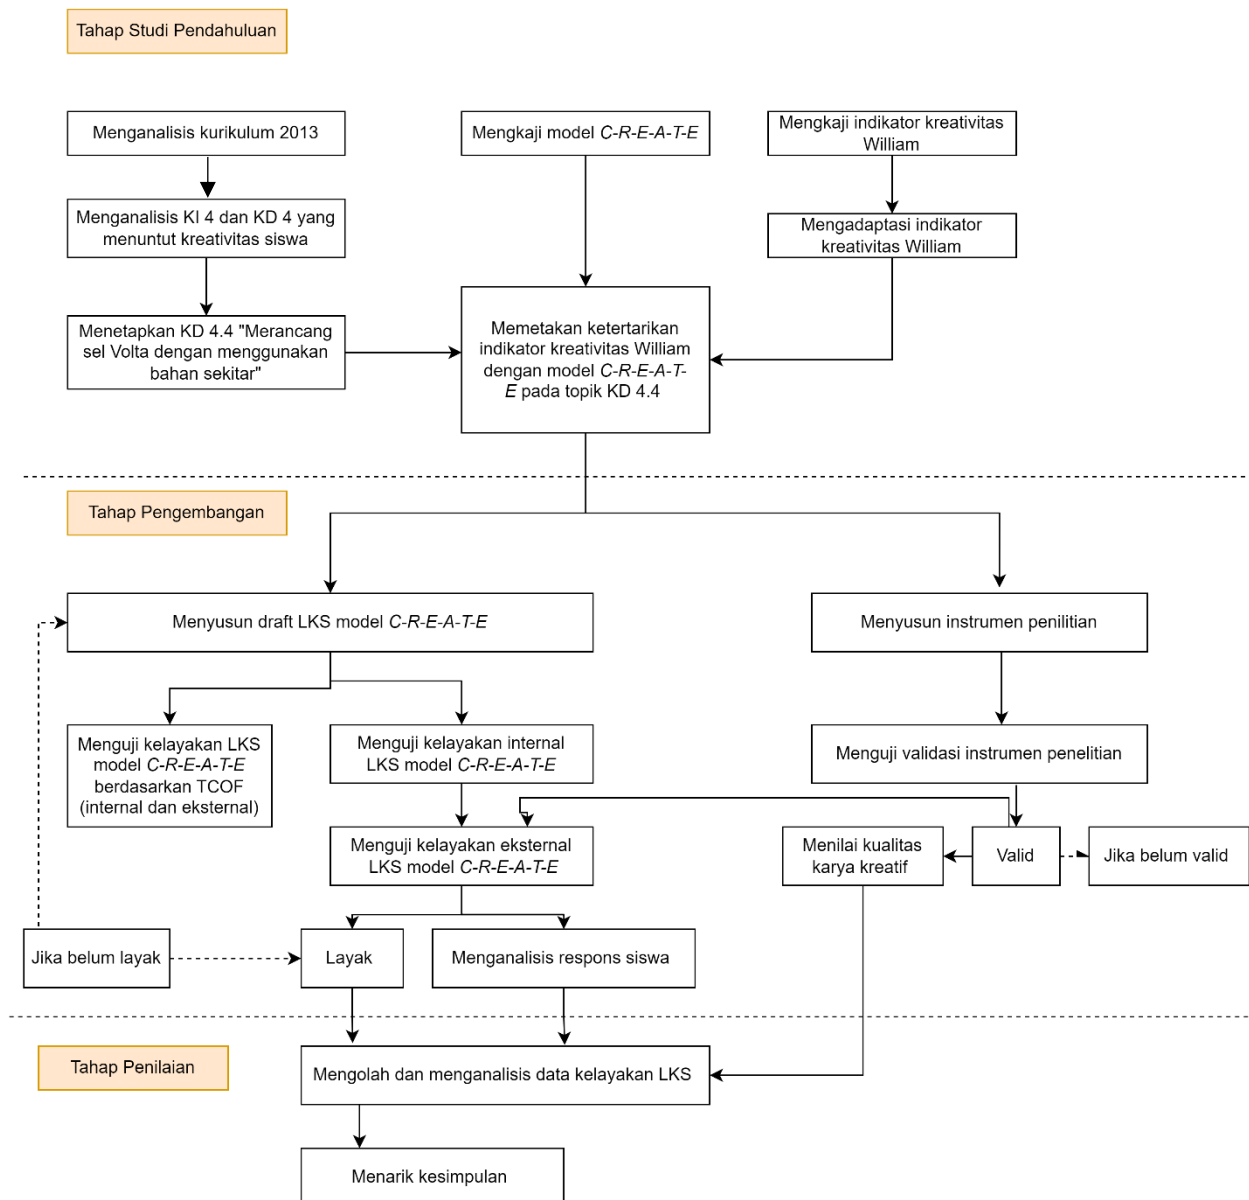 Tahap Studi Pendahuluan
Menganalisis kurikulum 2013
Mengkaji model C-R-E-A-T-E
Mengkaji indikator kreativitas
William
Menganalisis KI 4 dan KD 4 yang
menuntut kreativitas siswa
Mengadaptasi indikator
kreativitas William
Menetapkan KD 4.4 "Merancang
sel Volta dengan menggunakan
bahan sekitar"
Memetakan ketertarikan
indikator kreativitas William
dengan model C-R-E-A-T-
E pada topik KD 4.4
Tahap Pengembangan
Menyusun draft LKS model C-R-E-A-T-E
Menyusun instrumen penilitian
Menguji kelayakan LKS
model C-R-E-A-T-E
berdasarkan TCOF
(internal dan eksternal)
Menguji kelayakan internal
LKS model C-R-E-A-T-E
Menguji validasi instrumen penelitian
Menguji kelayakan eksternal
LKS model C-R-E-A-T-E
Menilai kualitas
karya kreatif
Valid
Jika belum valid
Jika belum layak
Layak
Menganalisis respons siswa
Tahap Penilaian
Mengolah dan menganalisis data kelayakan LKS
Menarik kesimpulan